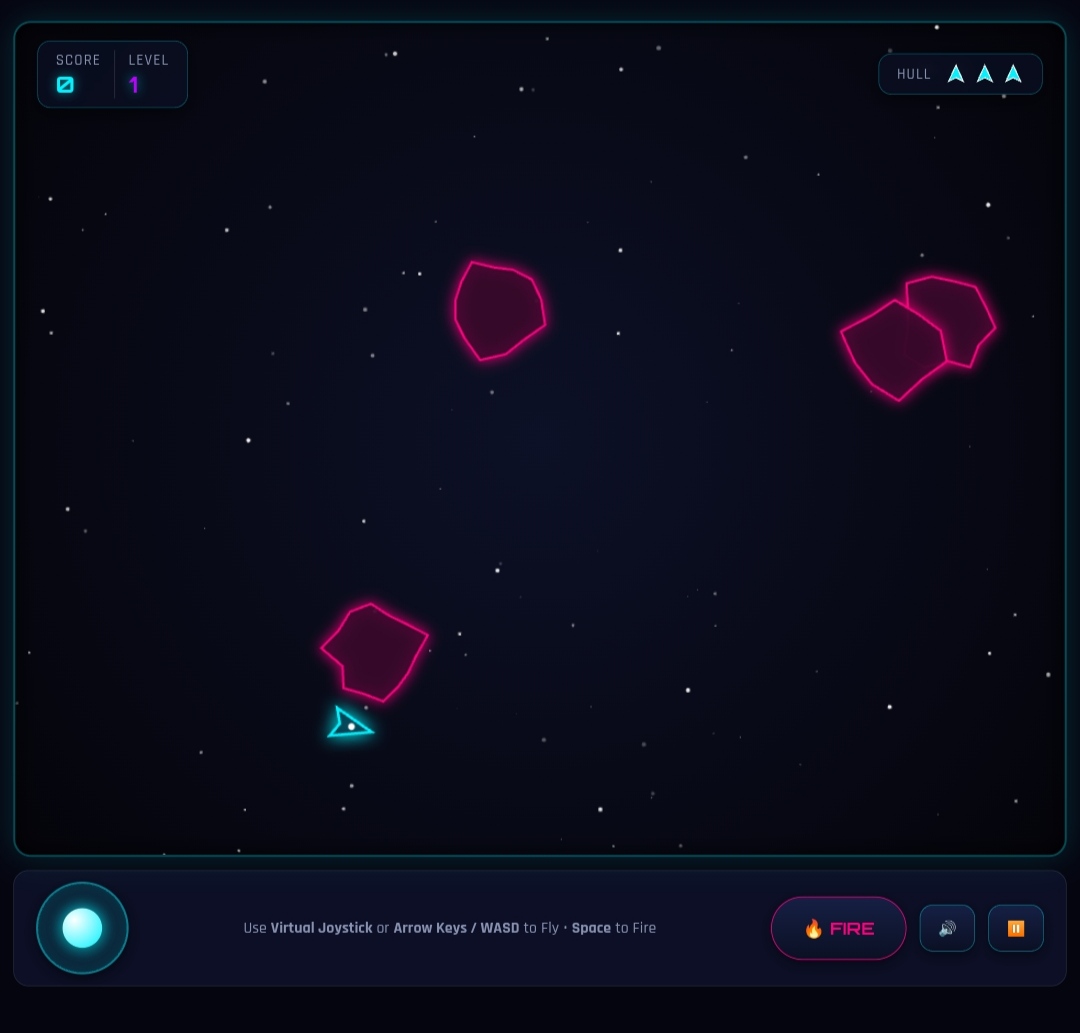 SCORE
0
LEVEL
1
HULL
Use Virtual Joystick or Arrow Keys / WASD to Fly • Space to Fire
FIRE